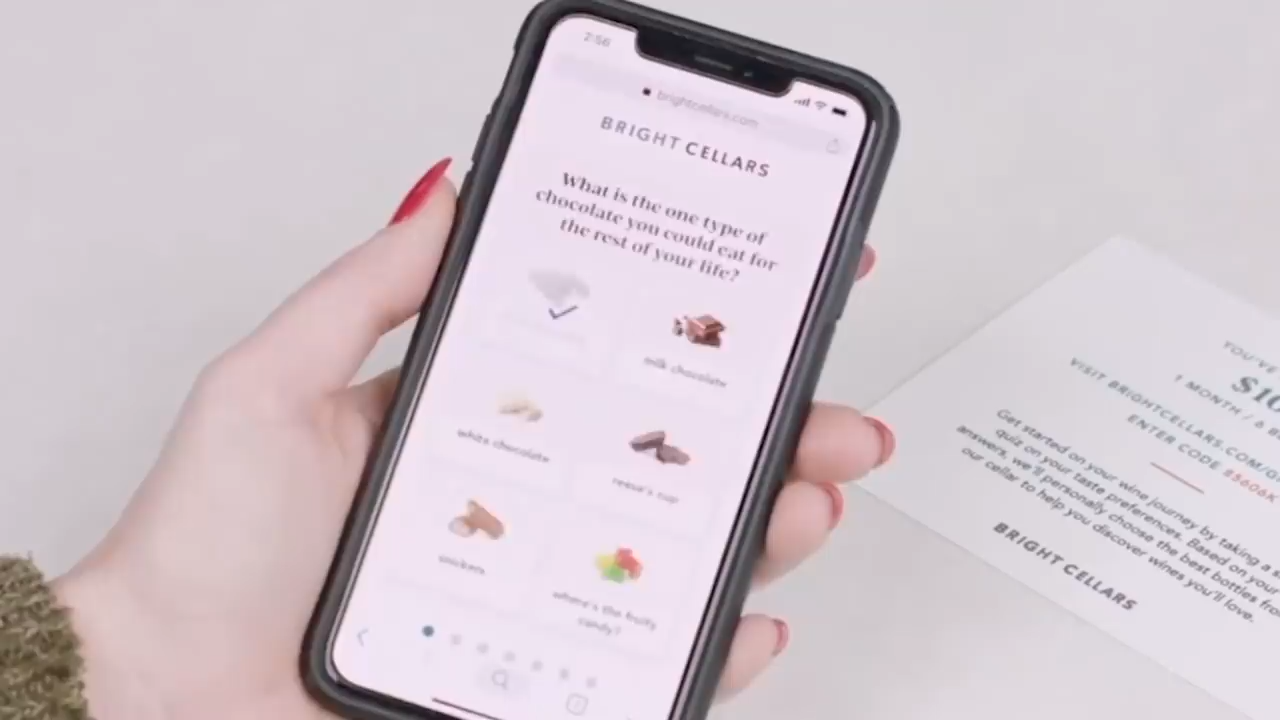 2:56
brightcellars.com
BRIGHT CELLARS
What is the one type of
chocolate you could eat for
the rest of your life?
milk chocolate
white chocolate
reese's cup
snickers
where's the fruity
candy?
YOU'VE
$10
1 MONTH / 6 B
VISIT BRIGHTCELLARS.COM/G
ENTER CODE #5606K
Get started on your wine journey by taking a
quiz on your taste preferences. Based on your
answers, we'll personally choose the best bottles from
our cellar to help you discover wines you'll love.
BRIGHT CELLARS